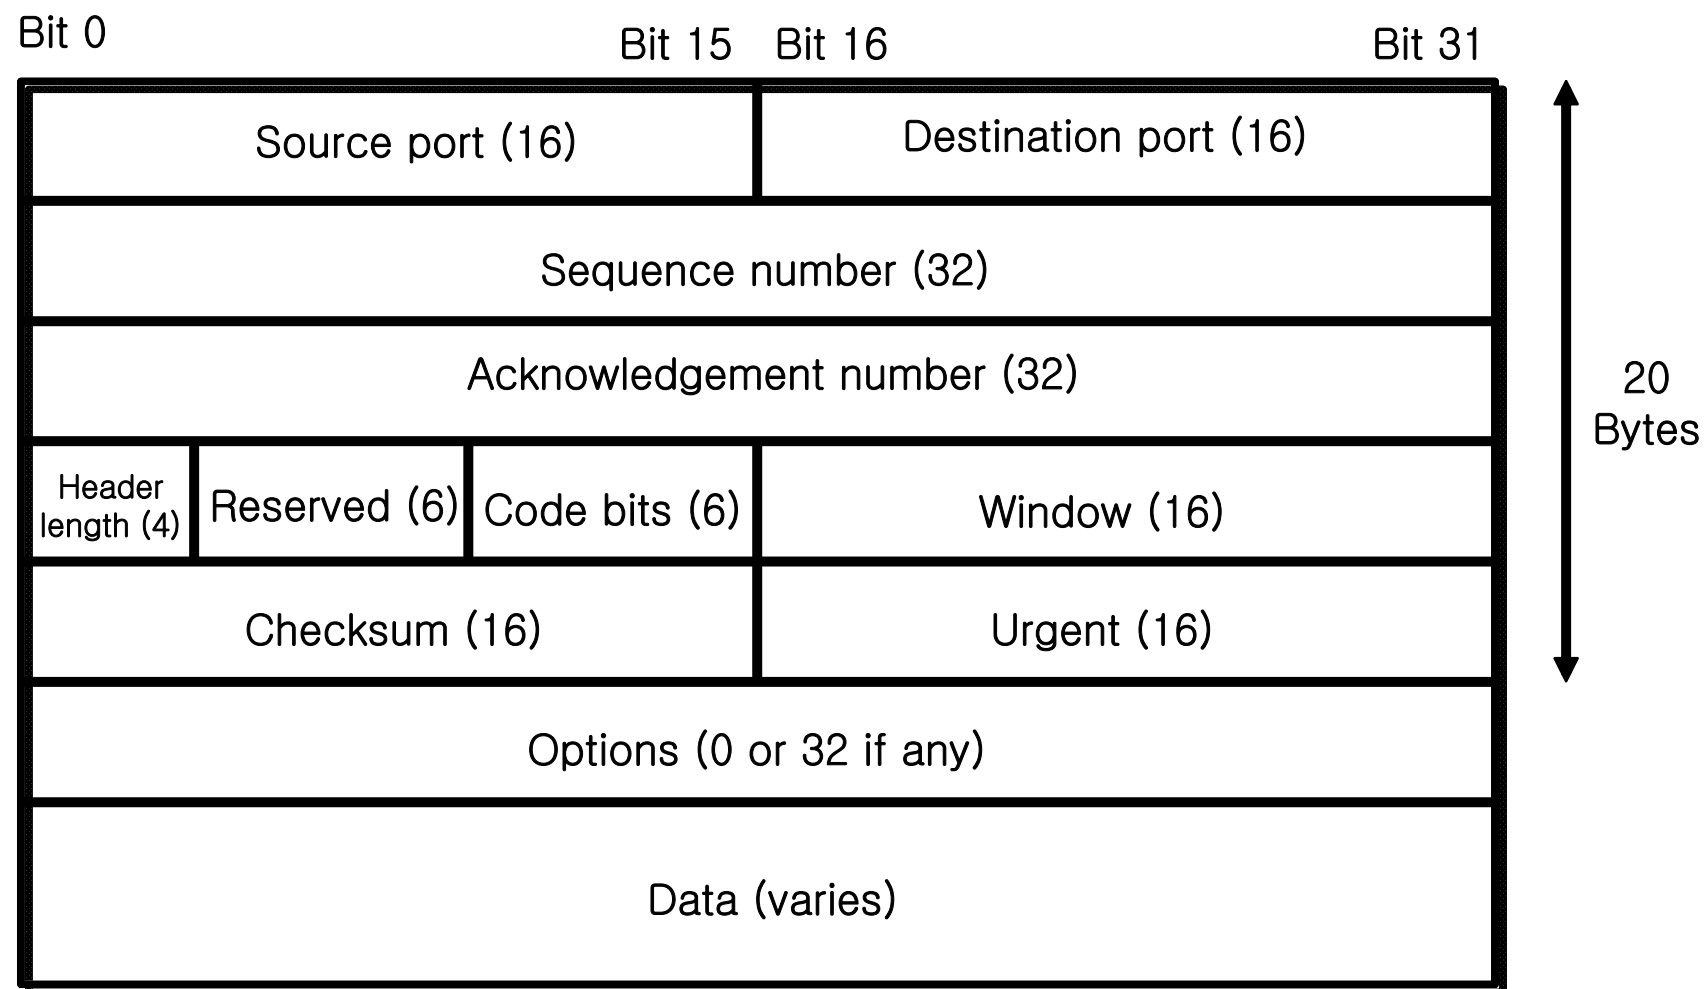 Bit 0
Bit 15
Bit 16
Bit 31
Source port (16)
Destination port (16)
Sequence number (32)
Acknowledgement number (32)
20
Bytes
Header
length (4)
Reserved (6)
Code bits (6)
Window (16)
Checksum (16)
Urgent (16)
Options (0 or 32 if any)
Data (varies)